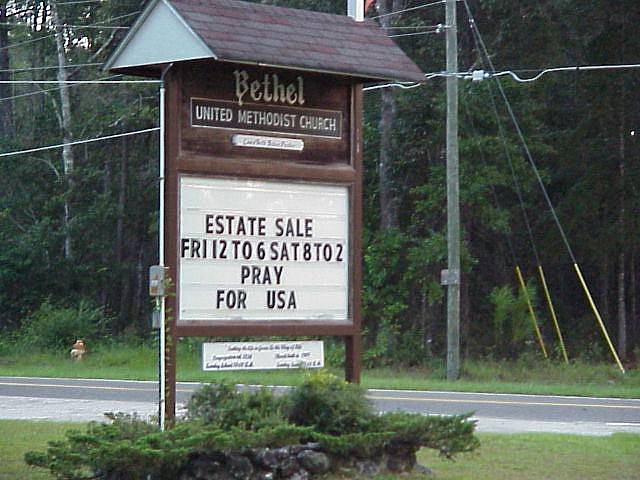 Bethel
UNITED METHODIST CHURCH
ESTATE SALE
FRI 12 TO 6 SAT 8 TO 2
PRAY
FOR USA